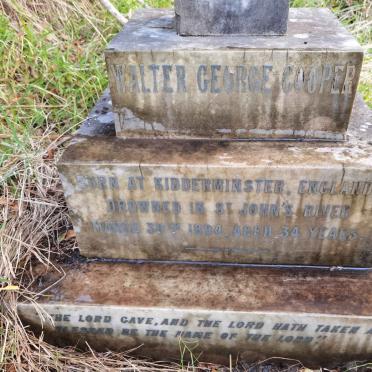 WALTER GEORGE COOPER
BORN AT KIDDERMINSTER, ENGLAND
DROWNED IN ST JOHN'S RIVER
MARCH AGED 34 YEARS
THE LORD GAVE, AND THE LORD HATH TAKEN
BE THE NAME OF THE LORD"